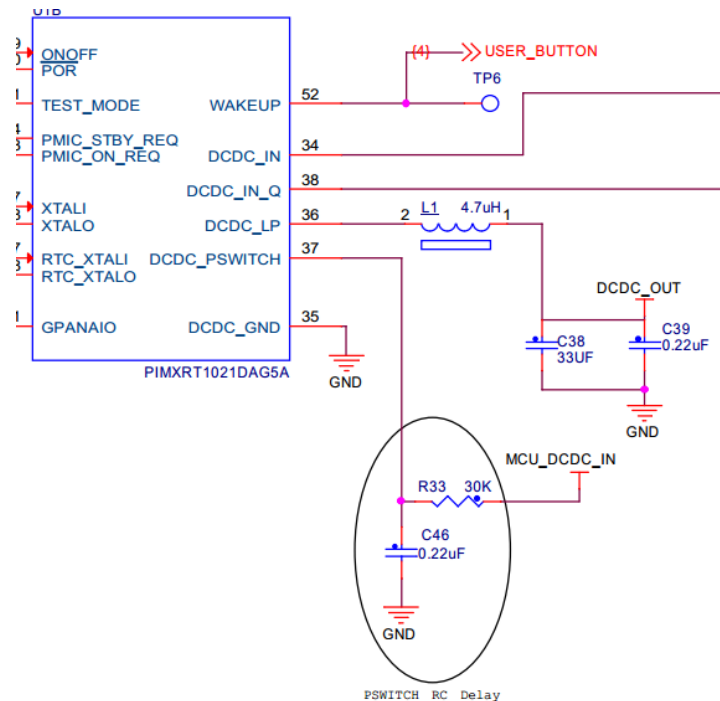 U1B
ONOFF
POR
TEST_MODE
PMIC_STBY_REQ
PMIC_ON_REQ
XTALI
XTALO
RTC_XTALI
RTC_XTALO
GPANAIO
WAKEUP 52
DCDC_IN 34
DCDC_IN_Q 38
DCDC_LP 36
DCDC_PSWITCH 37
DCDC_GND 35
PIMXRT1021DAG5A
{4} USER_BUTTON
TP6
2 L1 4.7uH 1
DCDC_OUT
C38
33UF
C39
0.22uF
GND
GND
MCU_DCDC_IN
R33 30K
C46
0.22uF
GND
PSWITCH RC Delay